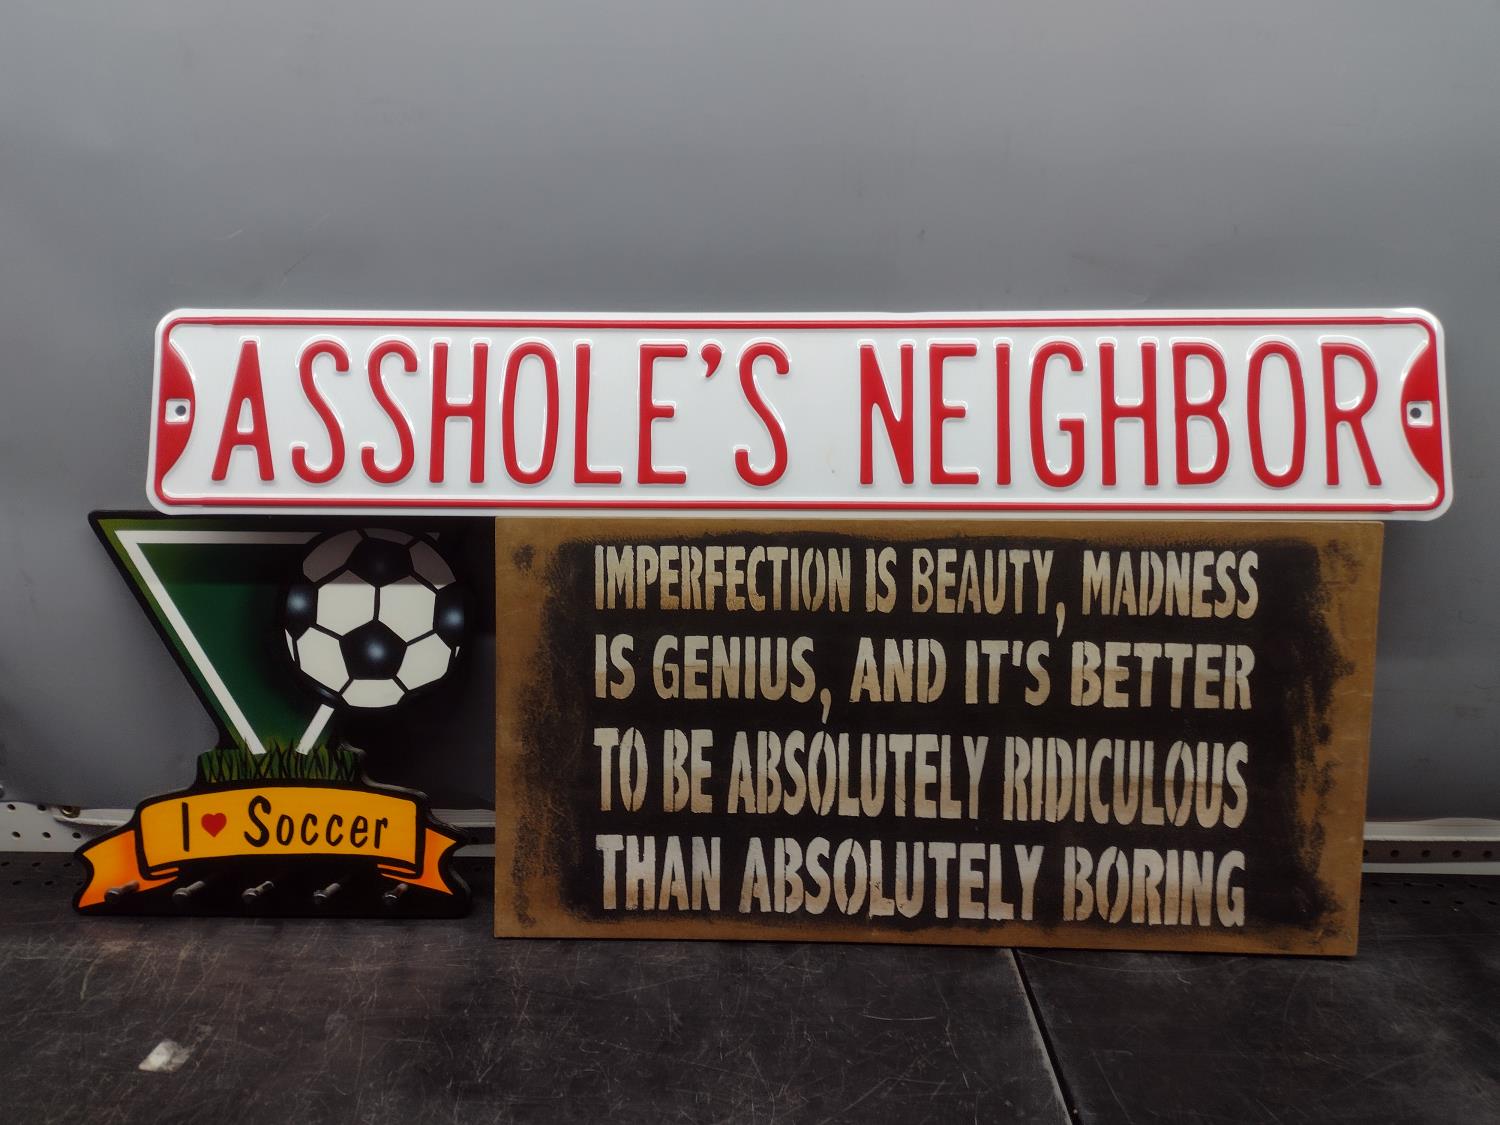 ASSHOLE'S NEIGHBOR
I ♥ Soccer
IMPERFECTION IS BEAUTY, MADNESS
IS GENIUS, AND IT'S BETTER
TO BE ABSOLUTELY RIDICULOUS
THAN ABSOLUTELY BORING